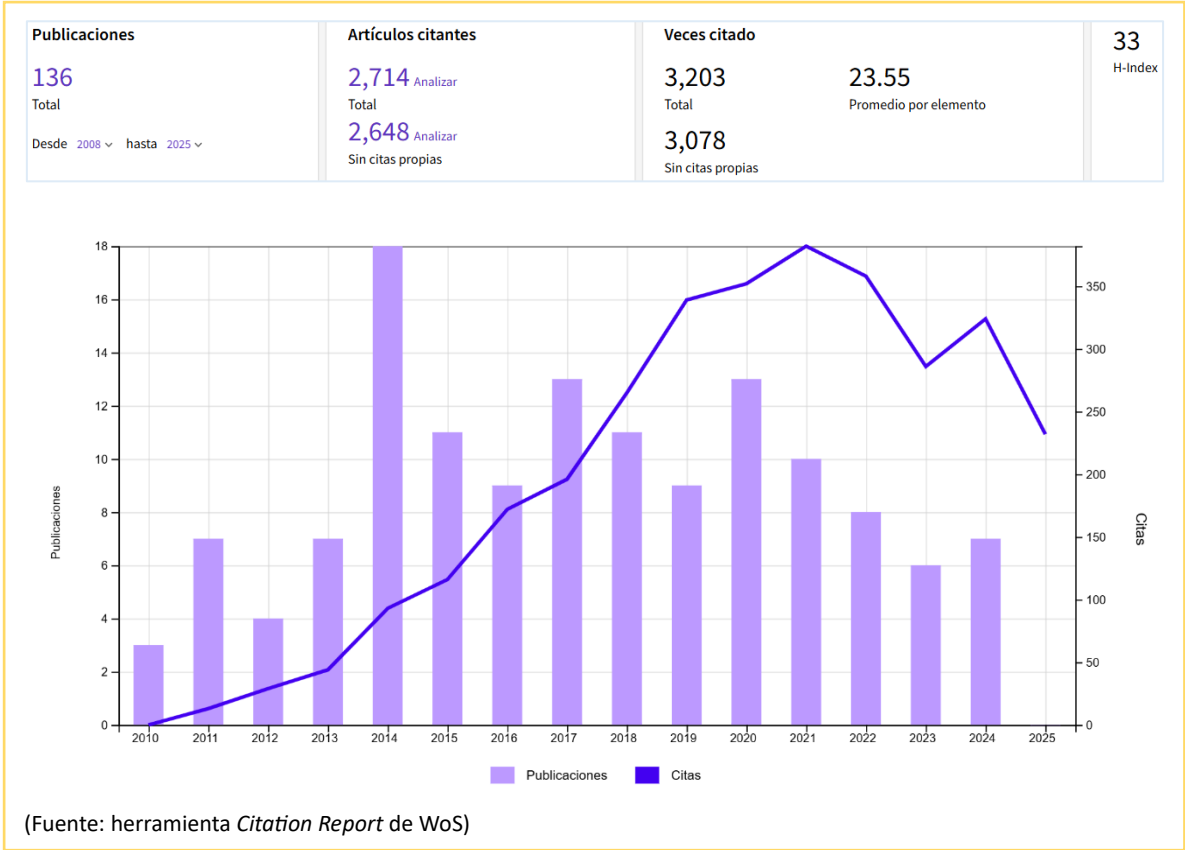 Publicaciones
136
Total
Desde 2008 hasta 2025
Artículos citantes
2,714 Analizar
Total
2,648 Analizar
Sin citas propias
Veces citado
3,203
Total
3,078
Sin citas propias
23.55
Promedio por elemento
33
H-Index
18
16
14
12
10
8
6
4
2
0
Publicaciones
350
300
250
200
150
100
50
0
Citas
2010 2011 2012 2013 2014 2015 2016 2017 2018 2019 2020 2021 2022 2023 2024 2025
Publicaciones Citas
(Fuente: herramienta Citation Report de WoS)